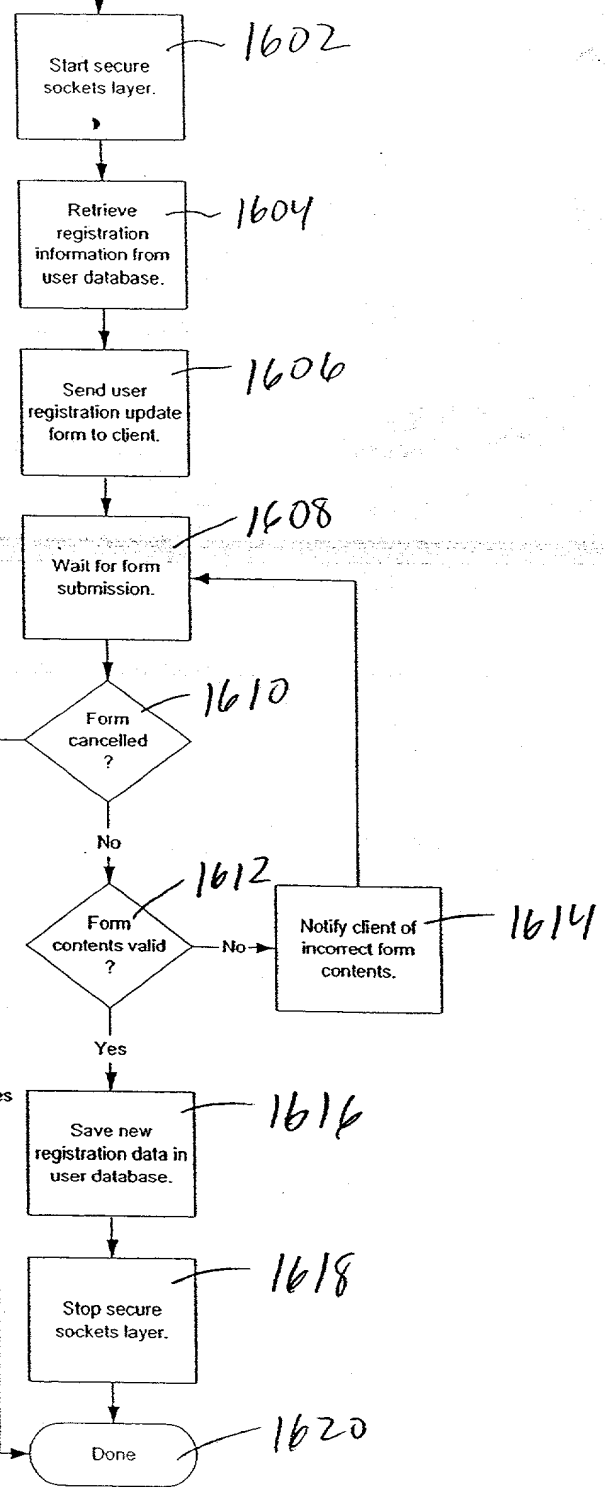 1602
Start secure
sockets layer.
1604
Retrieve
registration
information from
user database.
1606
Send user
registration update
form to client.
1608
Wait for form
submission.
1610
Form
cancelled
?
No
1612
Form
contents valid
?
No
Notify client of
incorrect form
contents.
1614
Yes
es
1616
Save new
registration data in
user database.
1618
Stop secure
sockets layer.
1620
Done